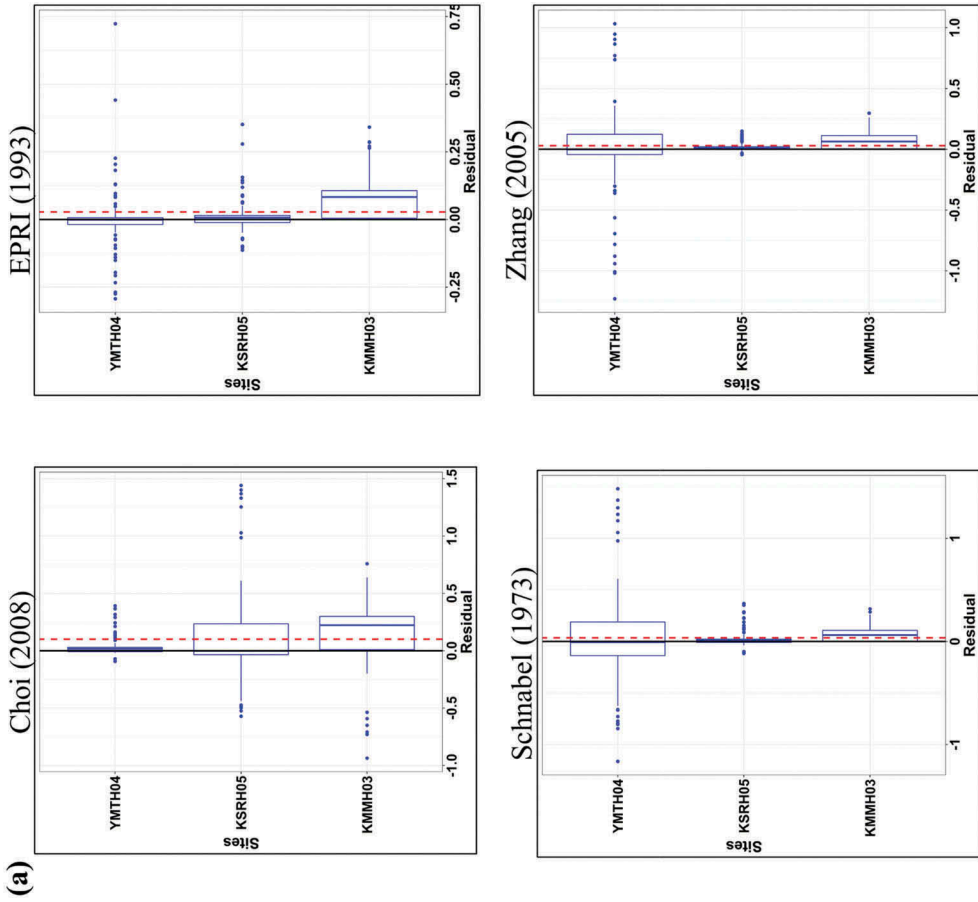 (a)
Choi (2008)
YMTH04
KSRH05
KMMH03
Sites
-1.0 -0.5 0.0 0.5 1.0 1.5
Residual
EPRI (1993)
YMTH04
KSRH05
KMMH03
Sites
-0.25 0.00 0.25 0.50 0.75
Residual
Schnabel (1973)
YMTH04
KSRH05
KMMH03
Sites
-1 0 1
Residual
Zhang (2005)
YMTH04
KSRH05
KMMH03
Sites
-1.0 -0.5 0.0 0.5 1.0
Residual